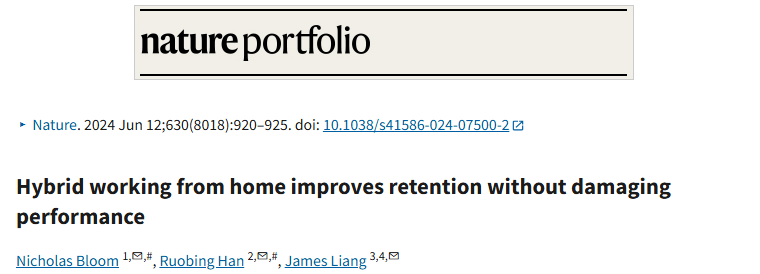 nature portfolio
▸ Nature. 2024 Jun 12;630(8018):920–925. doi: 10.1038/s41586-024-07500-2
Hybrid working from home improves retention without damaging
performance
Nicholas Bloom 1,✉,#, Ruobing Han 2,✉,#, James Liang 3,4,✉